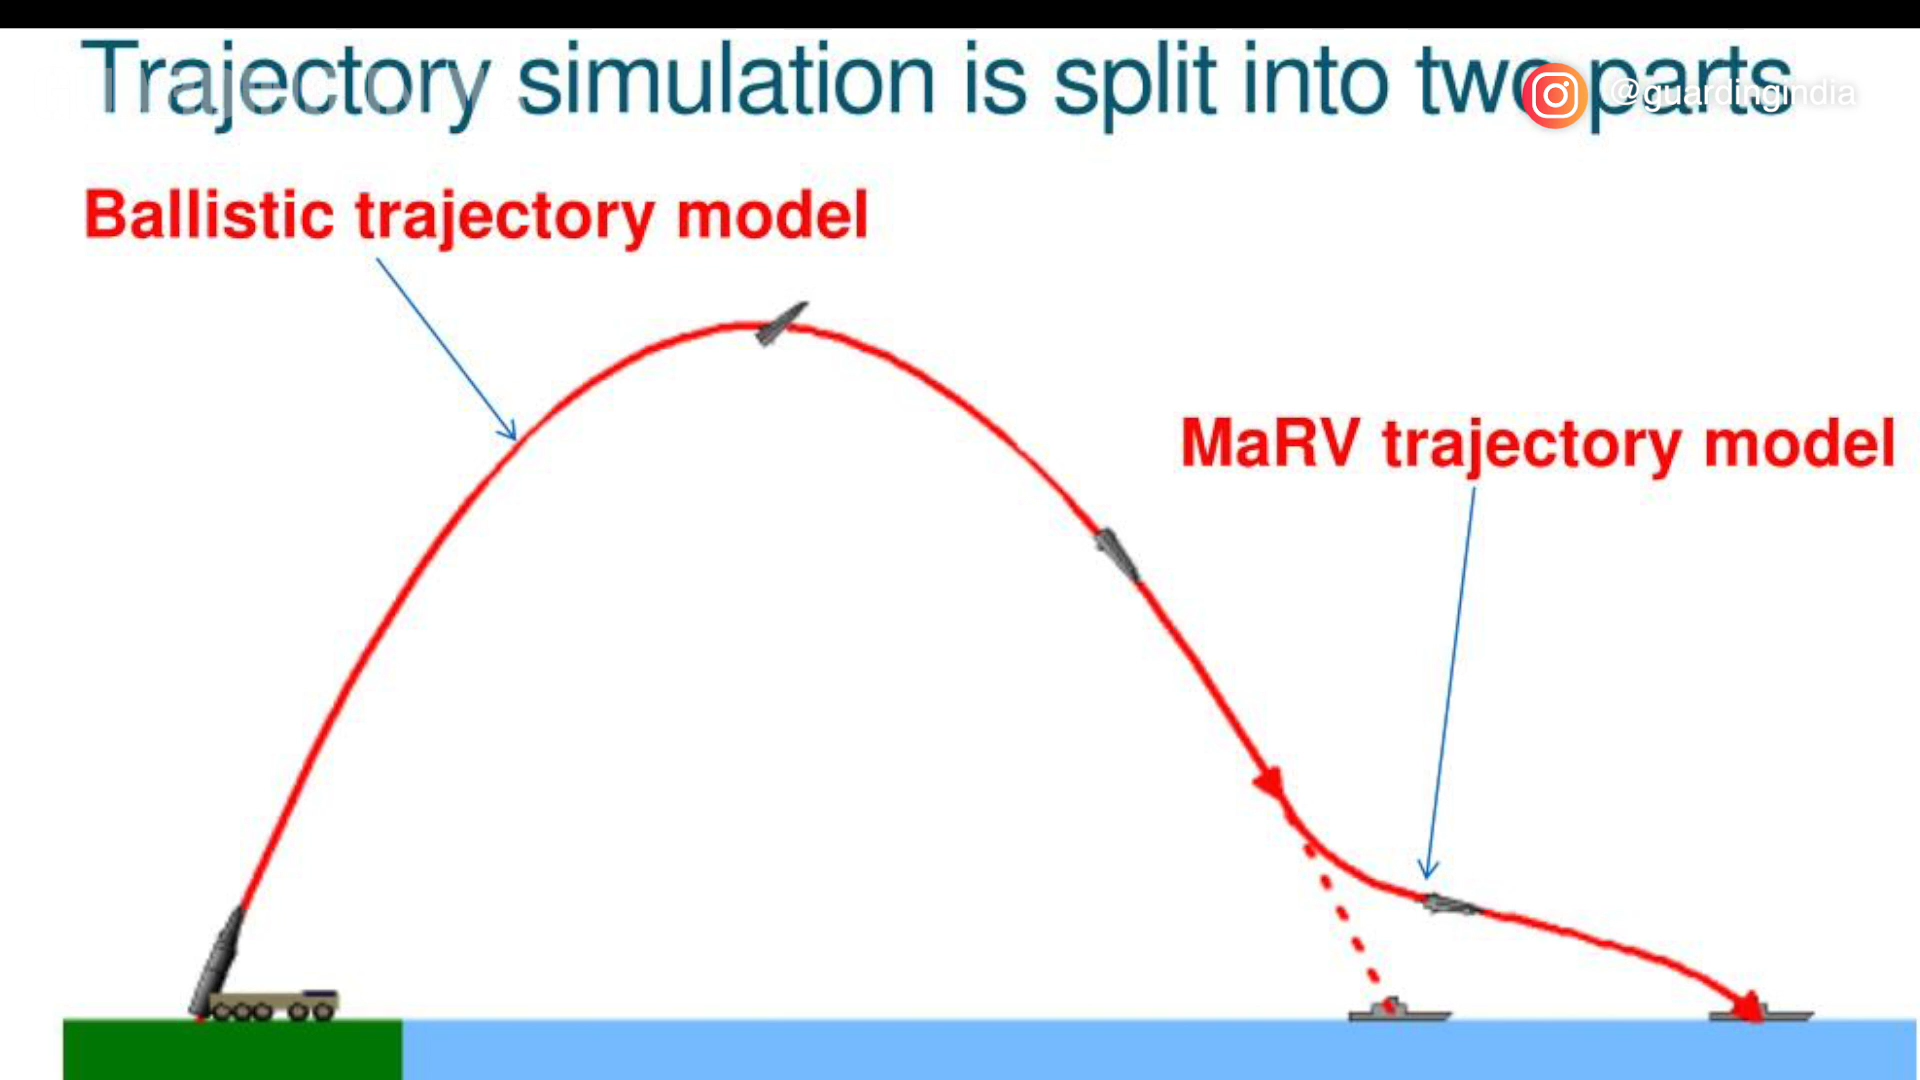 Trajectory simulation is split into two parts
@guardingindia
Ballistic trajectory model
MaRV trajectory model